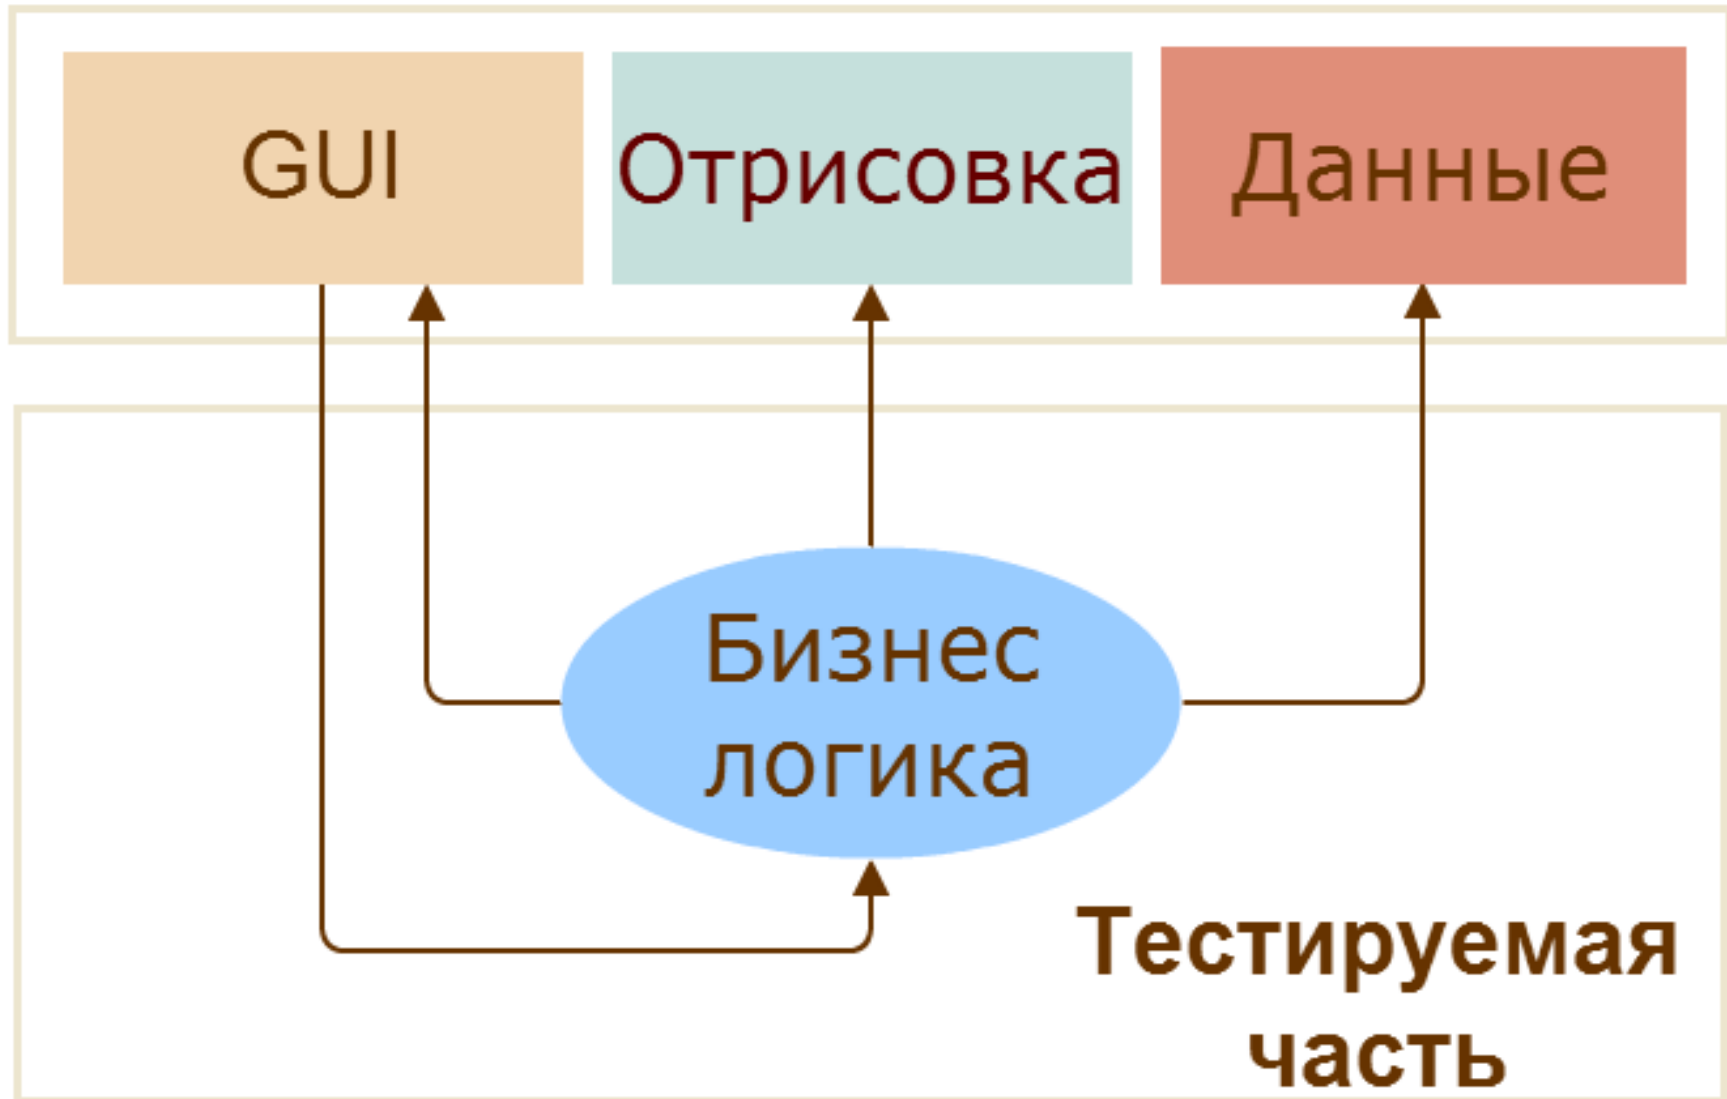 GUI
Отрисовка
Данные
Бизнес
логика
Тестируемая
часть